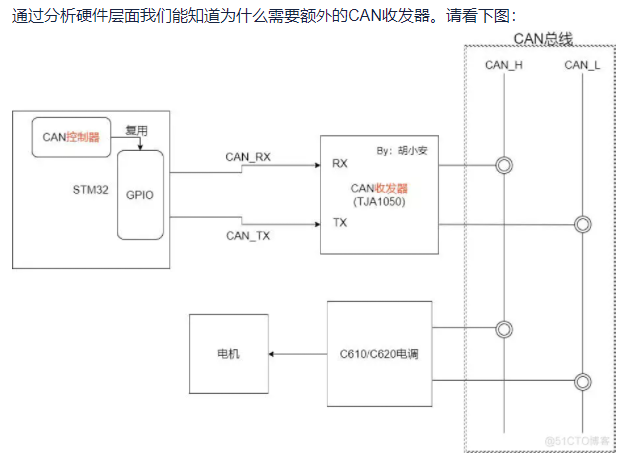 通过分析硬件层面我们能知道为什么需要额外的CAN收发器。请看下图：
CAN总线
CAN_H
CAN_L
CAN控制器
复用
STM32
GPIO
CAN_RX
CAN_TX
RX
By：胡小安
CAN收发器
(TJA1050)
TX
电机
C610/C620电调
@51CTO博客